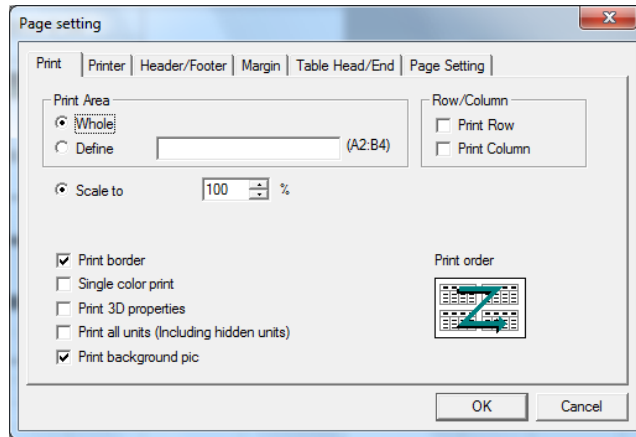 Page setting
Print Printer Header/Footer Margin Table Head/End Page Setting
Print Area
Whole
Define (A2:B4)
Row/Column
Print Row
Print Column
Scale to 100 %
Print border
Single color print
Print 3D properties
Print all units (Including hidden units)
Print background pic
Print order
OK Cancel